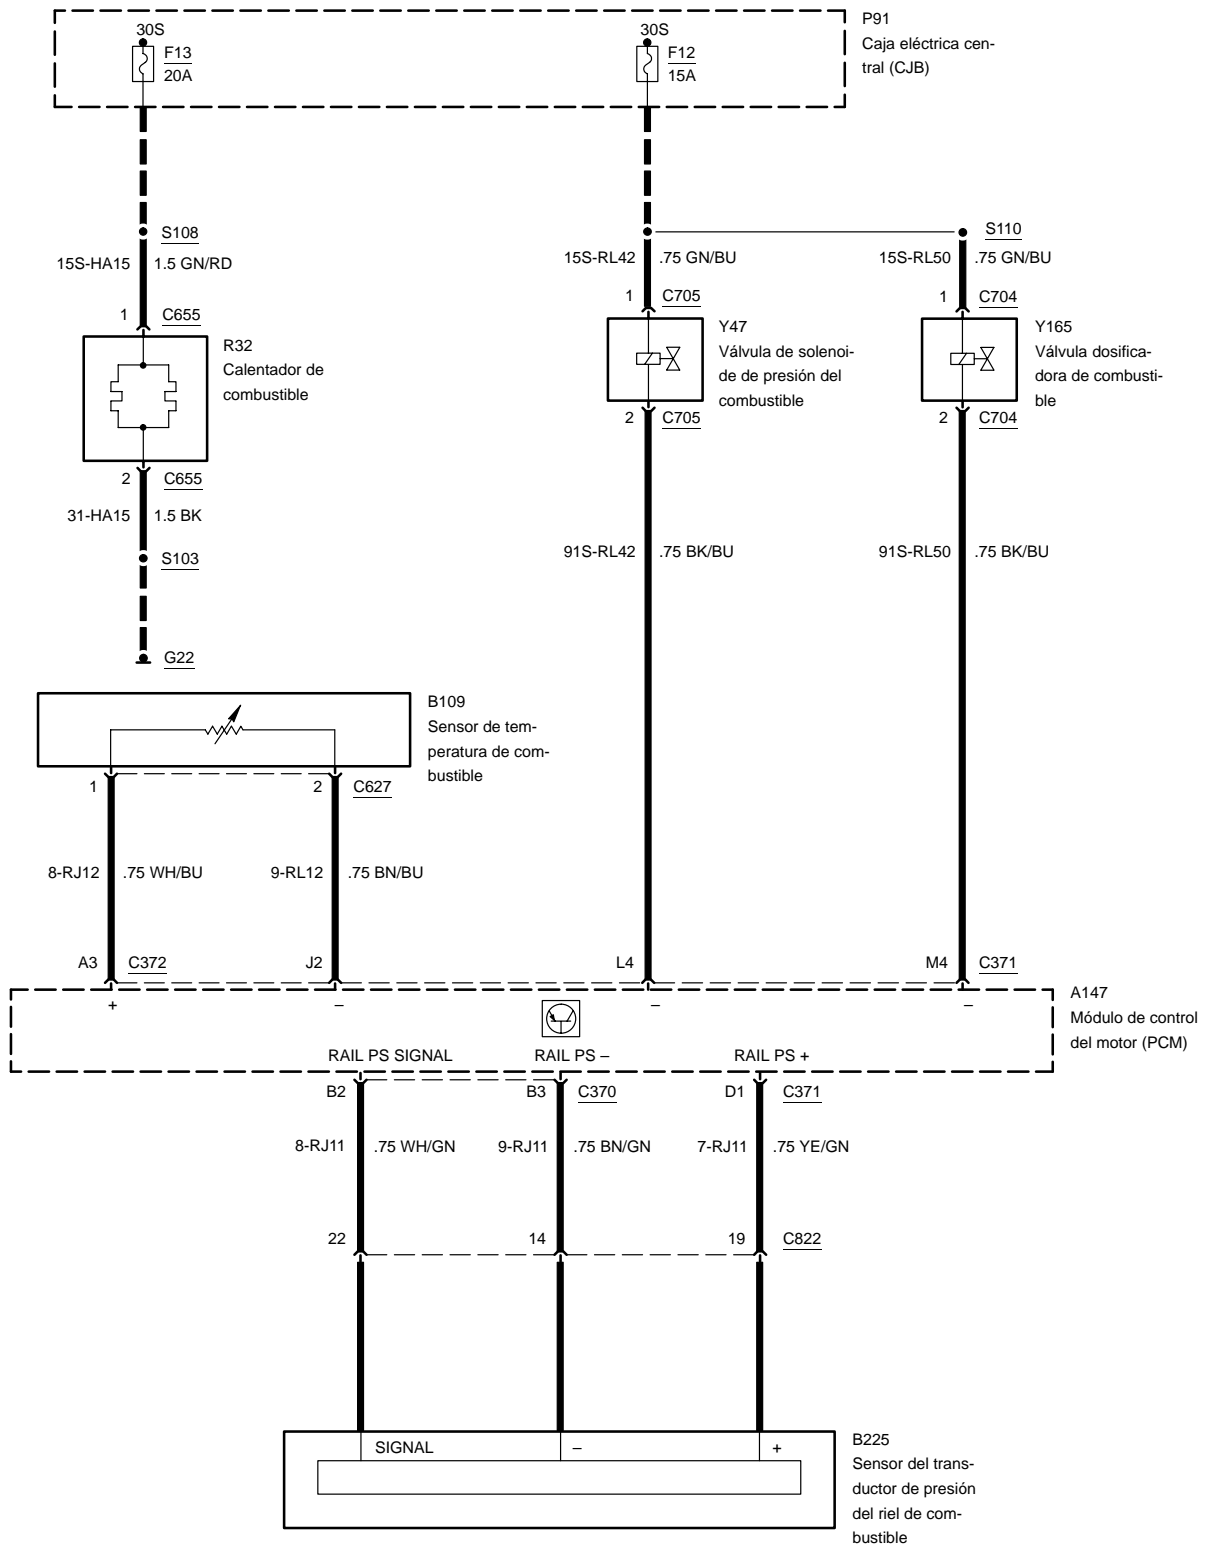 P91
Caja eléctrica cen-
tral (CJB)
30S
F13
20A
30S
F12
15A
S108
S110
15S-HA15
1.5 GN/RD
15S-RL42
.75 GN/BU
15S-RL50
.75 GN/BU
1
C655
1
C705
1
C704
R32
Calentador de
combustible
Y47
Válvula de solenoi-
de de presión del
combustible
Y165
Válvula dosifica-
dora de combusti-
ble
2
C655
2
C705
2
C704
31-HA15
1.5 BK
S103
91S-RL42
.75 BK/BU
91S-RL50
.75 BK/BU
G22
B109
Sensor de tem-
peratura de com-
bustible
1
2
C627
8-RJ12
.75 WH/BU
9-RL12
.75 BN/BU
A3
C372
J2
L4
M4
C371
+
–
–
–
A147
Módulo de control
del motor (PCM)
RAIL PS SIGNAL
RAIL PS –
RAIL PS +
B2
B3
C370
D1
C371
8-RJ11
.75 WH/GN
9-RJ11
.75 BN/GN
7-RJ11
.75 YE/GN
22
14
19
C822
SIGNAL
–
+
B225
Sensor del trans-
ductor de presión
del riel de com-
bustible